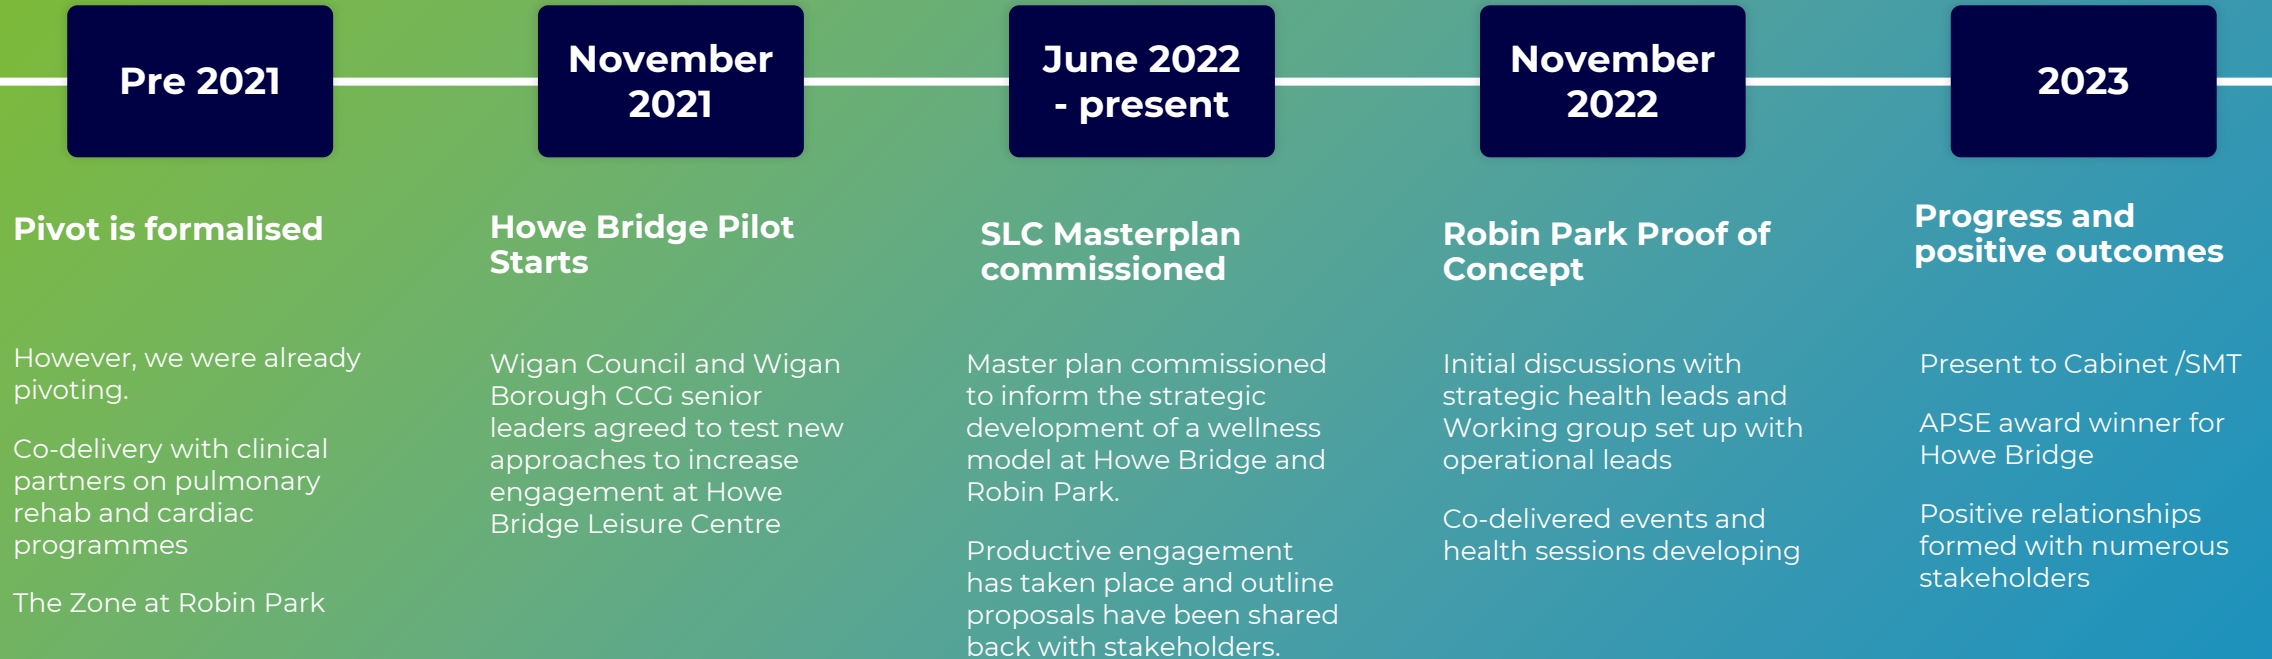 Pre 2021
Pivot is formalised
However, we were already
pivoting.
Co-delivery with clinical
partners on pulmonary
rehab and cardiac
programmes
The Zone at Robin Park
November
2021
Howe Bridge Pilot
Starts
Wigan Council and Wigan
Borough CCG senior
leaders agreed to test new
approaches to increase
engagement at Howe
Bridge Leisure Centre
June 2022
- present
SLC Masterplan
commissioned
Master plan commissioned
to inform the strategic
development of a wellness
model at Howe Bridge and
Robin Park.
Productive engagement
has taken place and outline
proposals have been shared
back with stakeholders.
November
2022
Robin Park Proof of
Concept
Initial discussions with
strategic health leads and
Working group set up with
operational leads
Co-delivered events and
health sessions developing
2023
Progress and
positive outcomes
Present to Cabinet /SMT
APSE award winner for
Howe Bridge
Positive relationships
formed with numerous
stakeholders